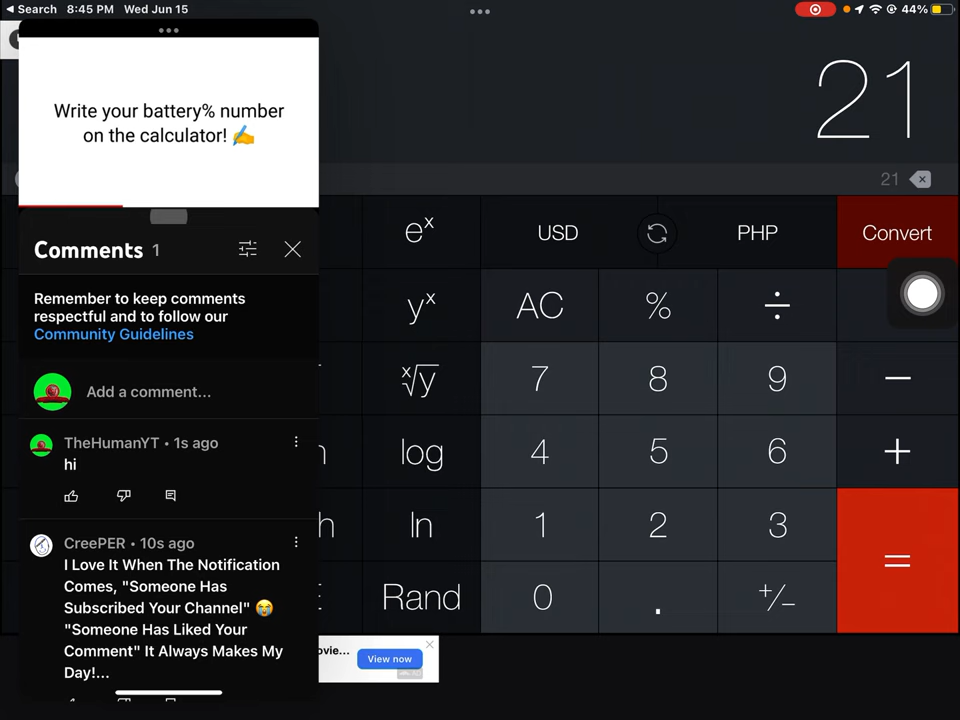 Search 8:45 PM Wed Jun 15
44%
Write your battery% number
on the calculator! ✍️
21
21
Comments 1
Remember to keep comments
respectful and to follow our
Community Guidelines
Add a comment...
TheHumanYT • 1s ago
hi
CreePER • 10s ago
I Love It When The Notification
Comes, "Someone Has
Subscribed Your Channel" 😭
"Someone Has Liked Your
Comment" It Always Makes My
Day!...
eˣ USD PHP Convert
yˣ AC % ÷
ˣ√y 7 8 9 −
log 4 5 6 +
ln 1 2 3 =
Rand 0 . +/−
ovie...
View now